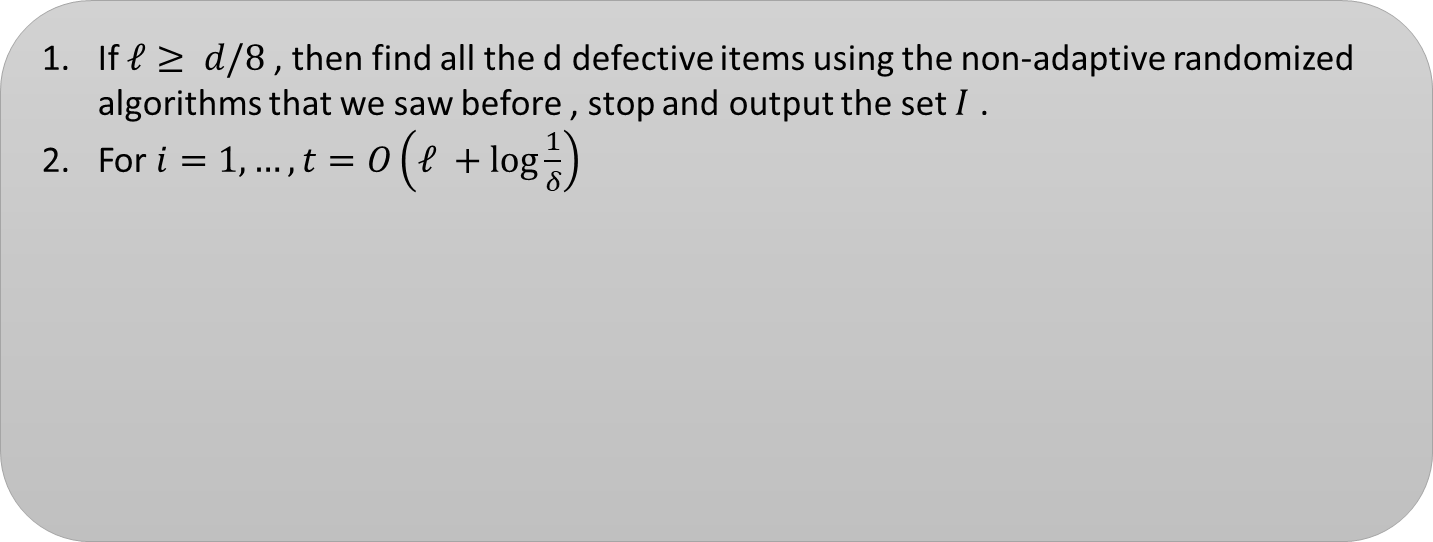 1. If ℓ ≥ d/8 , then find all the d defective items using the non-adaptive randomized
algorithms that we saw before , stop and output the set I .
2. For i = 1, … , t = O(ℓ + log 1/δ)